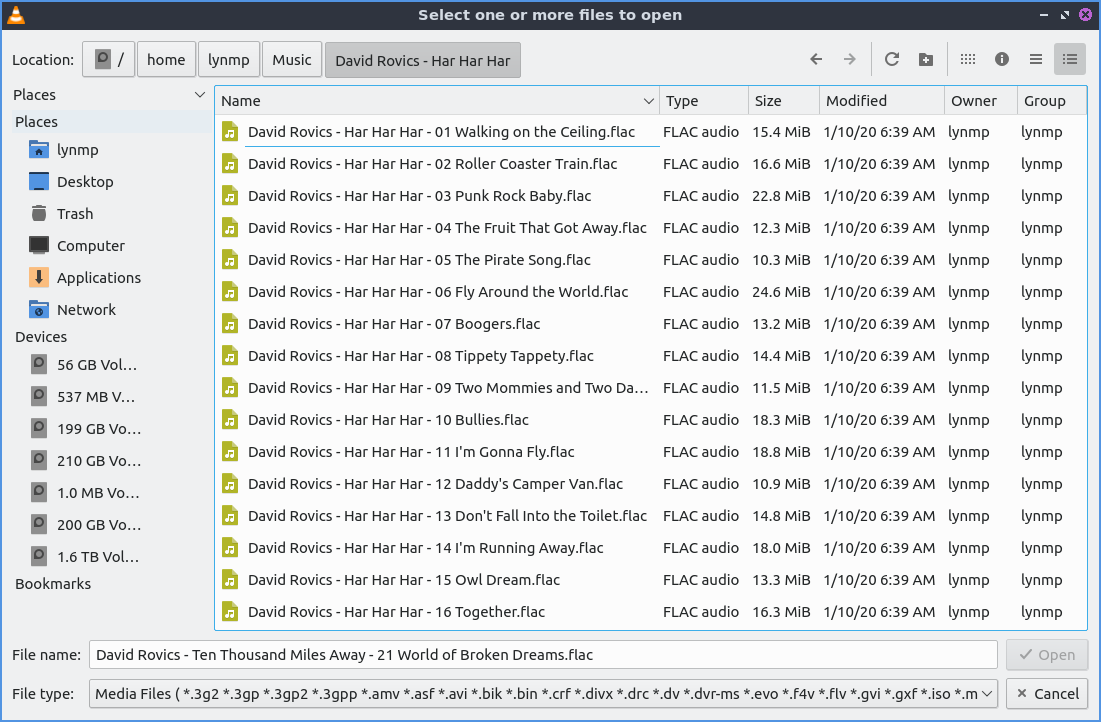 Select one or more files to open
Location: / home lynmp Music David Rovics - Har Har Har
Places
Name Type Size Modified Owner Group
Places
lynmp
Desktop
Trash
Computer
Applications
Network
Devices
56 GB Vol…
537 MB V…
199 GB Vo…
210 GB Vo…
1.0 MB Vo…
200 GB Vo…
1.6 TB Vol…
Bookmarks
David Rovics - Har Har Har - 01 Walking on the Ceiling.flac FLAC audio 15.4 MiB 1/10/20 6:39 AM lynmp lynmp
David Rovics - Har Har Har - 02 Roller Coaster Train.flac FLAC audio 16.6 MiB 1/10/20 6:39 AM lynmp lynmp
David Rovics - Har Har Har - 03 Punk Rock Baby.flac FLAC audio 22.8 MiB 1/10/20 6:39 AM lynmp lynmp
David Rovics - Har Har Har - 04 The Fruit That Got Away.flac FLAC audio 12.3 MiB 1/10/20 6:39 AM lynmp lynmp
David Rovics - Har Har Har - 05 The Pirate Song.flac FLAC audio 10.3 MiB 1/10/20 6:39 AM lynmp lynmp
David Rovics - Har Har Har - 06 Fly Around the World.flac FLAC audio 24.6 MiB 1/10/20 6:39 AM lynmp lynmp
David Rovics - Har Har Har - 07 Boogers.flac FLAC audio 13.2 MiB 1/10/20 6:39 AM lynmp lynmp
David Rovics - Har Har Har - 08 Tippety Tappety.flac FLAC audio 14.4 MiB 1/10/20 6:39 AM lynmp lynmp
David Rovics - Har Har Har - 09 Two Mommies and Two Da… FLAC audio 11.5 MiB 1/10/20 6:39 AM lynmp lynmp
David Rovics - Har Har Har - 10 Bullies.flac FLAC audio 18.3 MiB 1/10/20 6:39 AM lynmp lynmp
David Rovics - Har Har Har - 11 I'm Gonna Fly.flac FLAC audio 18.8 MiB 1/10/20 6:39 AM lynmp lynmp
David Rovics - Har Har Har - 12 Daddy's Camper Van.flac FLAC audio 10.9 MiB 1/10/20 6:39 AM lynmp lynmp
David Rovics - Har Har Har - 13 Don't Fall Into the Toilet.flac FLAC audio 14.8 MiB 1/10/20 6:39 AM lynmp lynmp
David Rovics - Har Har Har - 14 I'm Running Away.flac FLAC audio 18.0 MiB 1/10/20 6:39 AM lynmp lynmp
David Rovics - Har Har Har - 15 Owl Dream.flac FLAC audio 13.3 MiB 1/10/20 6:39 AM lynmp lynmp
David Rovics - Har Har Har - 16 Together.flac FLAC audio 16.3 MiB 1/10/20 6:39 AM lynmp lynmp
File name: David Rovics - Ten Thousand Miles Away - 21 World of Broken Dreams.flac Open
File type: Media Files ( *.3g2 *.3gp *.3gp2 *.3gpp *.amv *.asf *.avi *.bik *.bin *.crf *.divx *.drc *.dv *.dvr-ms *.evo *.f4v *.flv *.gvi *.gxf *.iso *.m Cancel